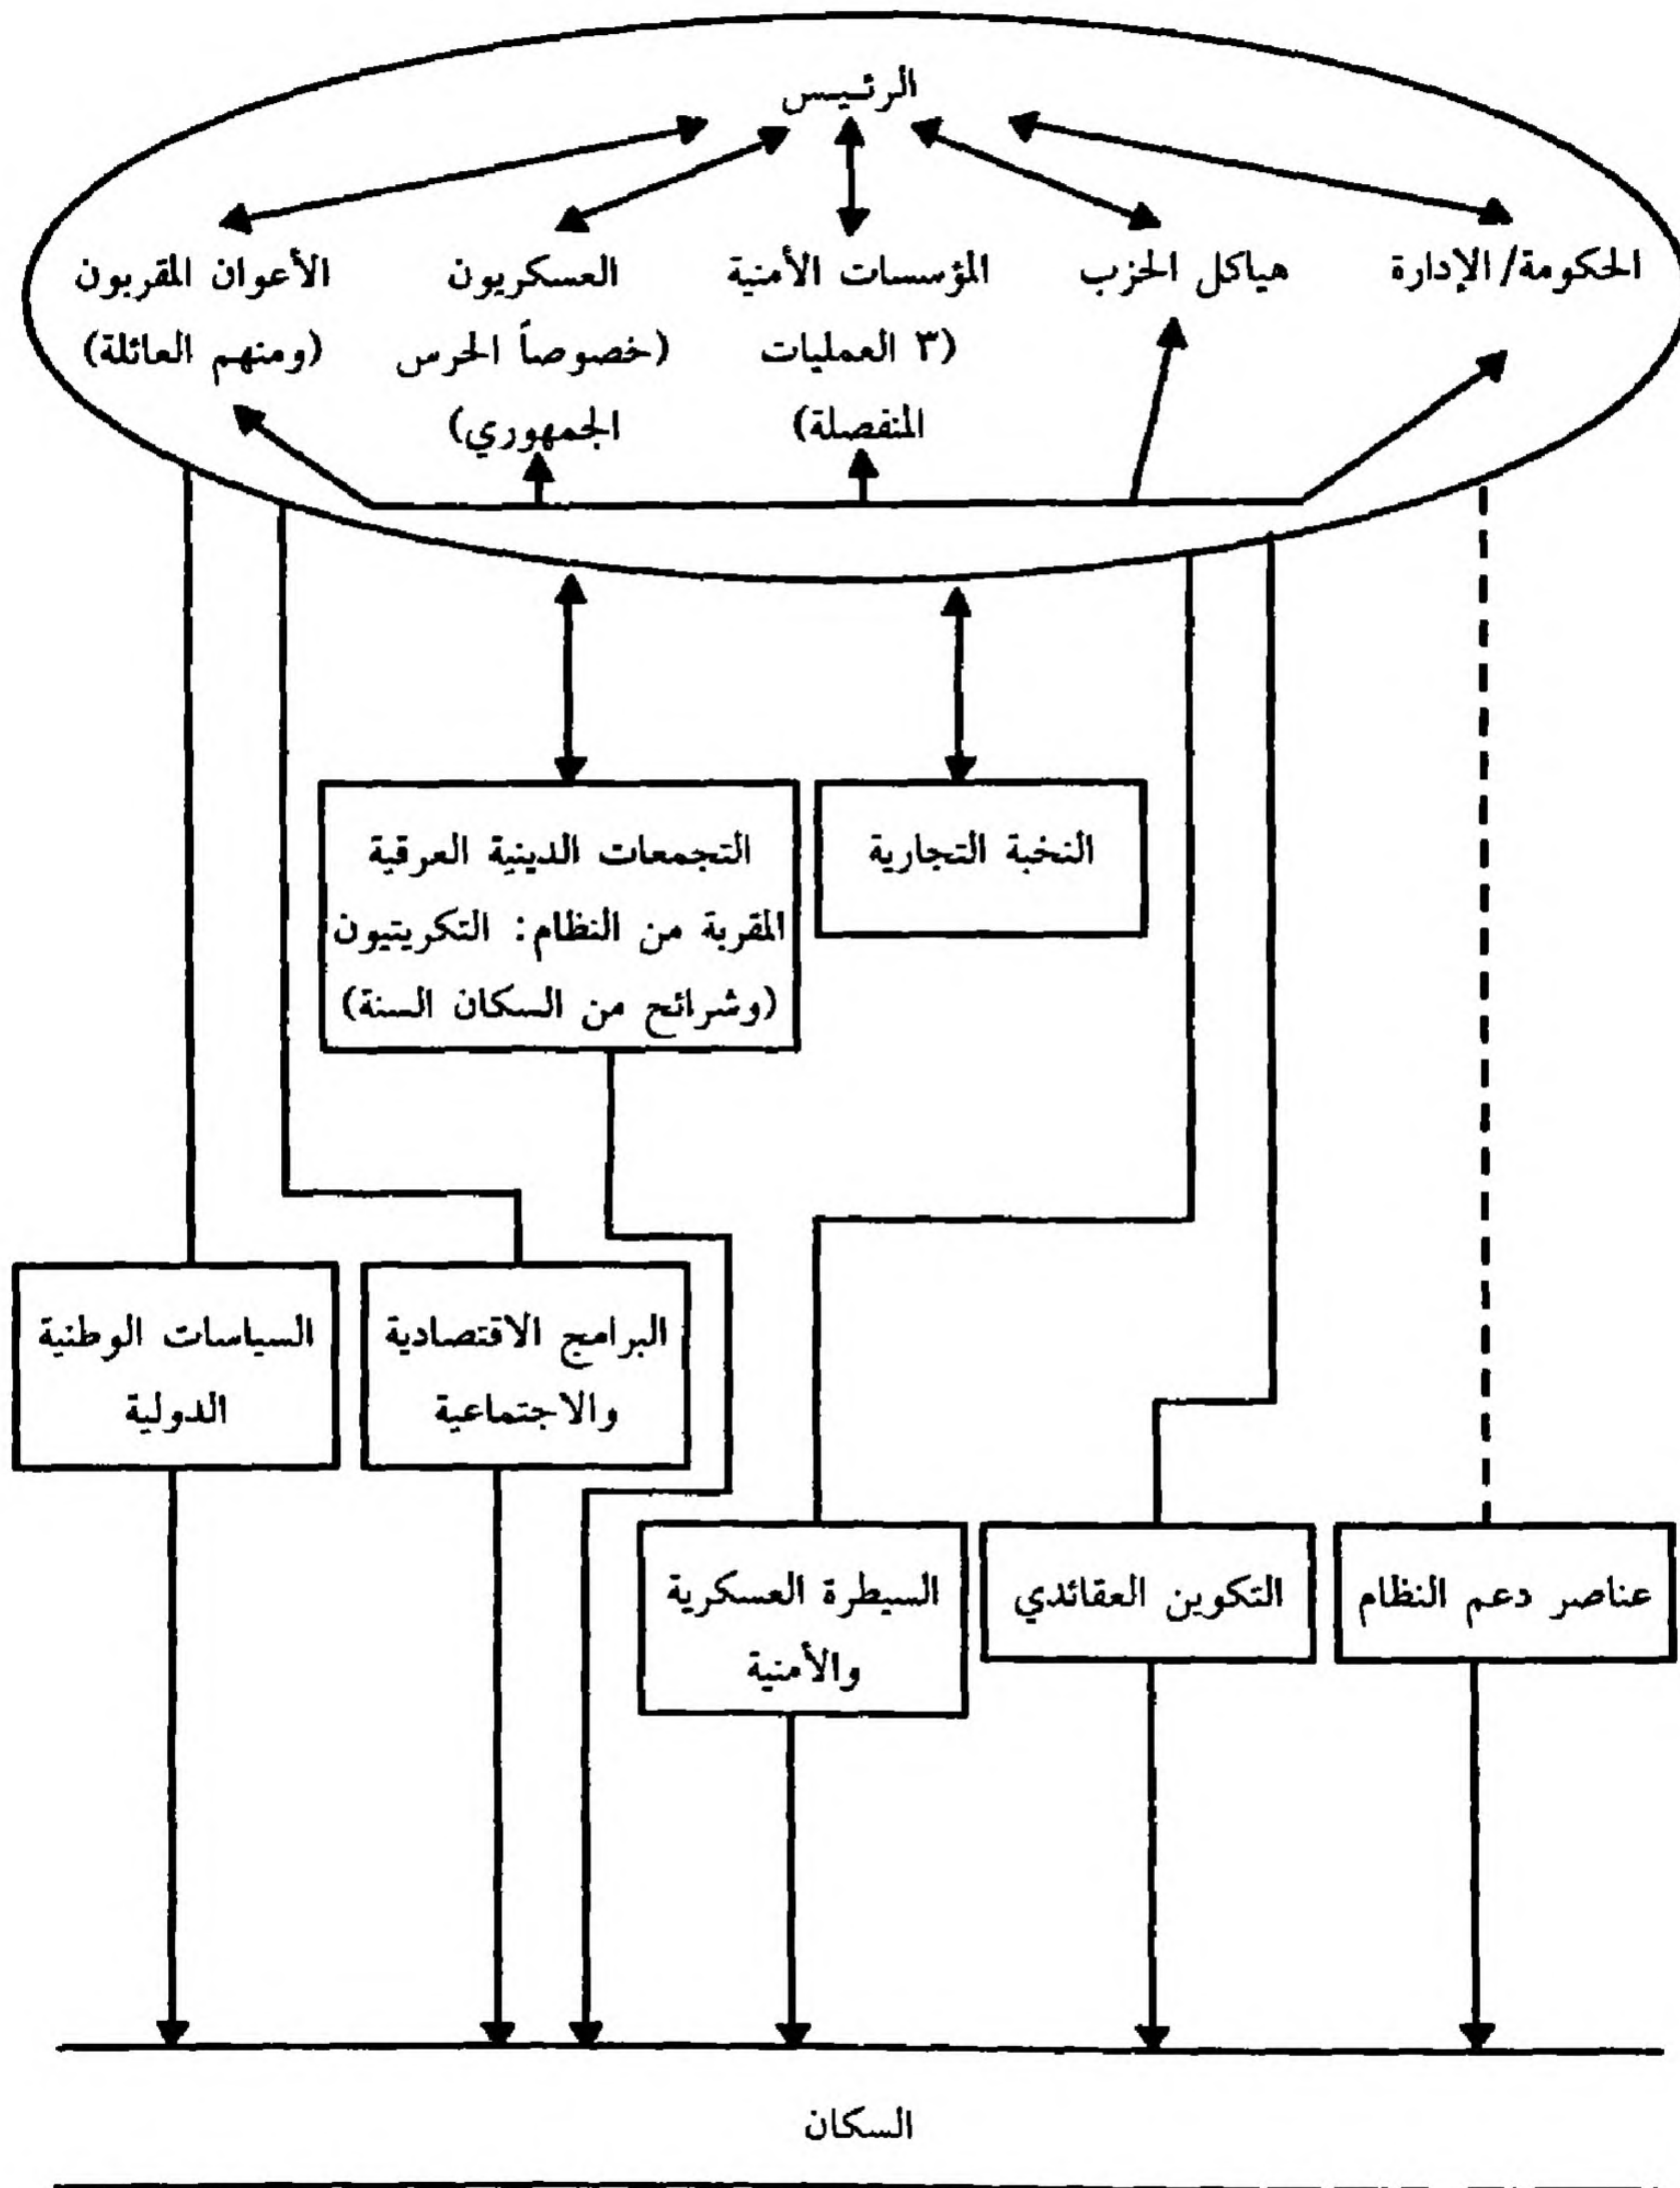 الرئيس
الحكومة/الإدارة
هياكل الحزب
المؤسسات الأمنية
(٣ العمليات
المنفصلة)
العسكريون
(خصوصاً الحرس
الجمهوري)
الأعوان المقربون
(ومنهم العائلة)
النخبة التجارية
التجمعات الدينية العرقية
المقربة من النظام: التكريتيون
(وشرائح من السكان السنة)
البرامج الاقتصادية
والاجتماعية
السياسات الوطنية
الدولية
عناصر دعم النظام
التكوين العقائدي
السيطرة العسكرية
والأمنية
السكان